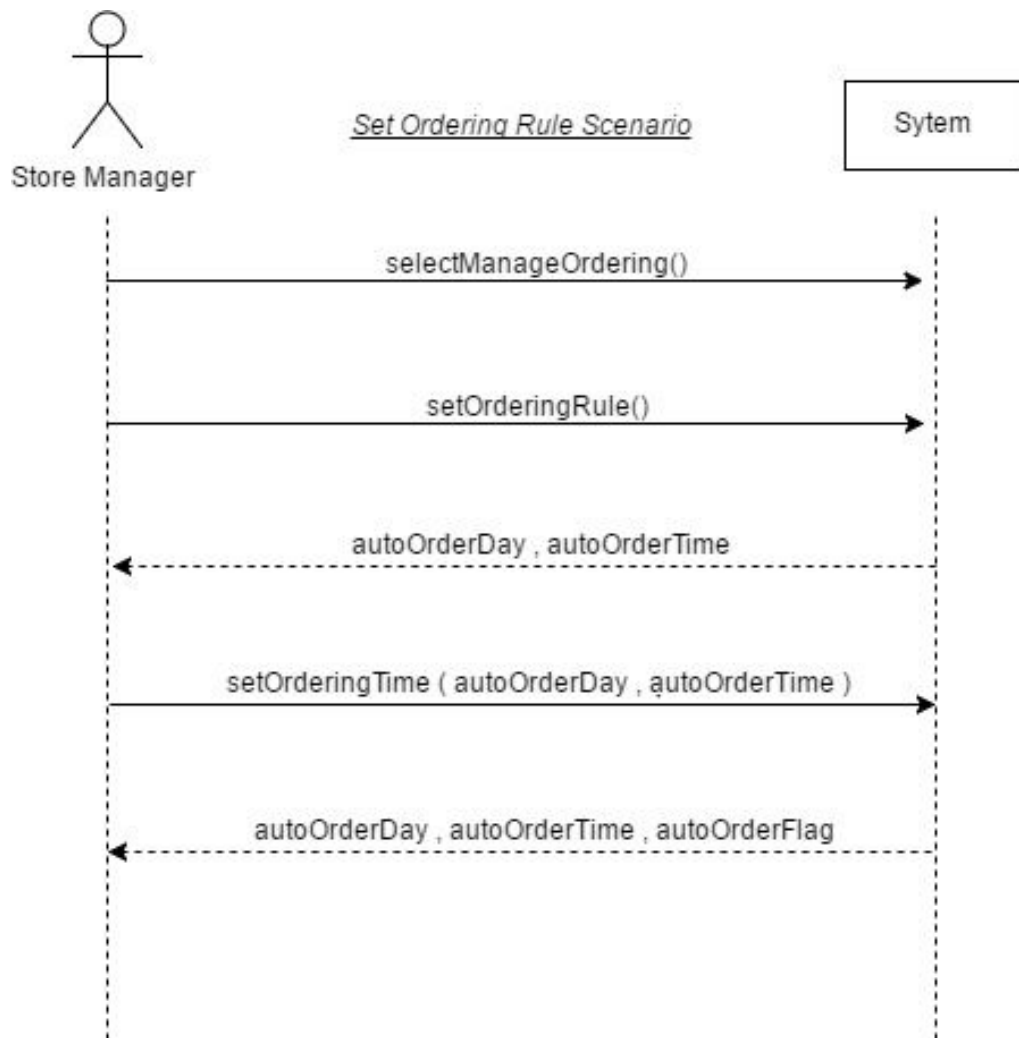 Set Ordering Rule Scenario
Sytem
Store Manager
selectManageOrdering()
setOrderingRule()
autoOrderDay , autoOrderTime
setOrderingTime ( autoOrderDay , autoOrderTime )
autoOrderDay , autoOrderTime , autoOrderFlag